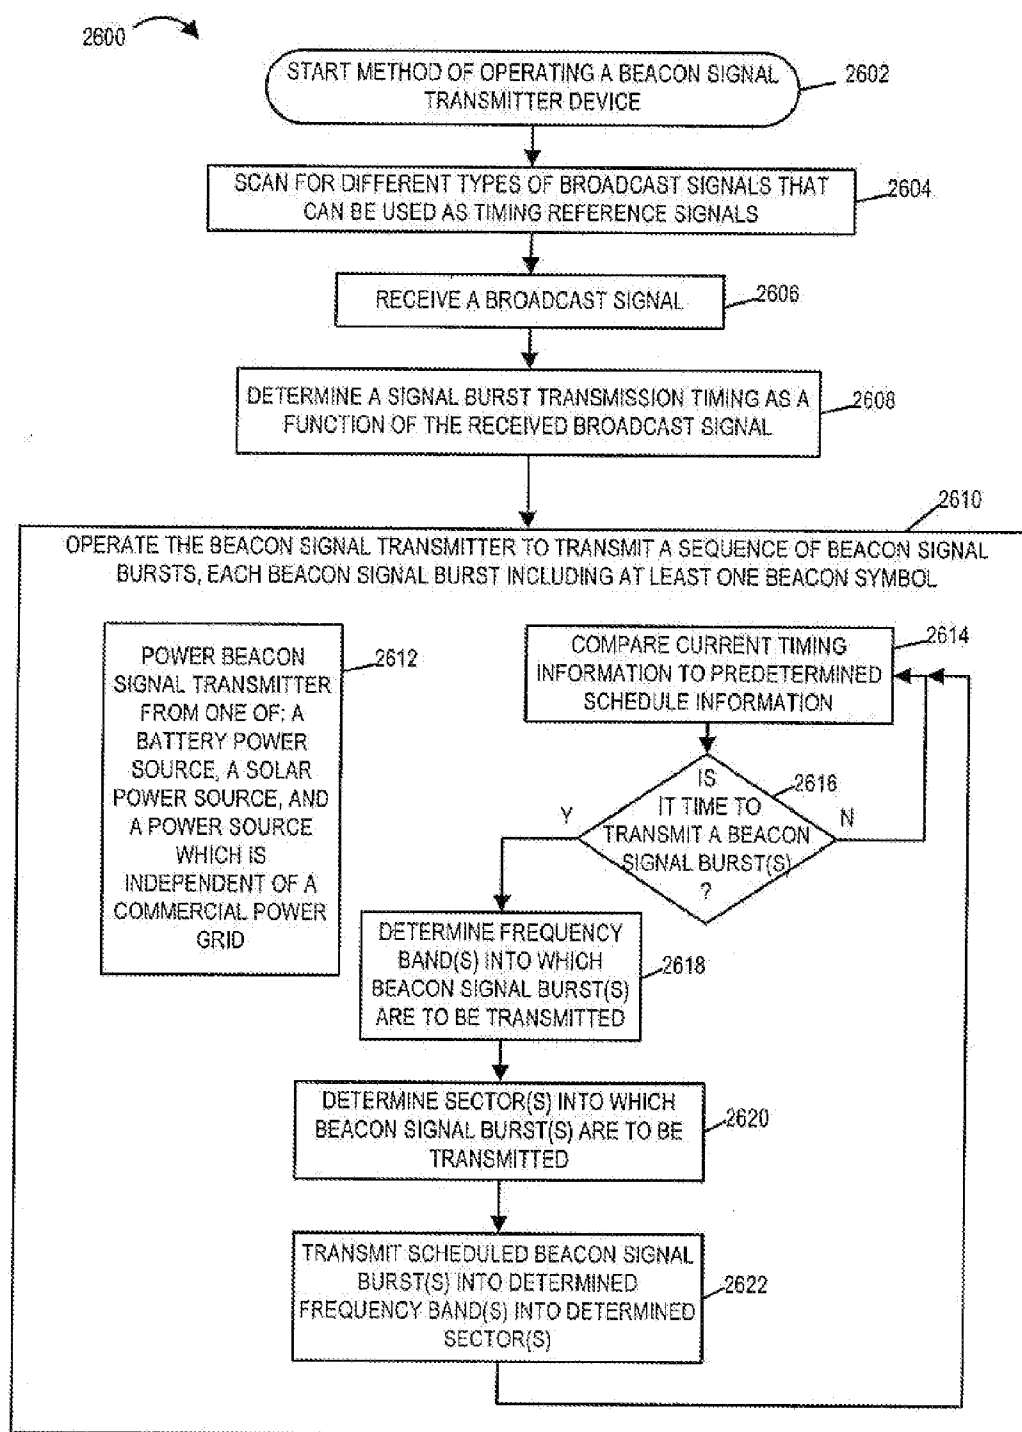 2600
START METHOD OF OPERATING A BEACON SIGNAL
TRANSMITTER DEVICE
2602
SCAN FOR DIFFERENT TYPES OF BROADCAST SIGNALS THAT
CAN BE USED AS TIMING REFERENCE SIGNALS
2604
RECEIVE A BROADCAST SIGNAL
2606
DETERMINE A SIGNAL BURST TRANSMISSION TIMING AS A
FUNCTION OF THE RECEIVED BROADCAST SIGNAL
2608
2610
OPERATE THE BEACON SIGNAL TRANSMITTER TO TRANSMIT A SEQUENCE OF BEACON SIGNAL
BURSTS, EACH BEACON SIGNAL BURST INCLUDING AT LEAST ONE BEACON SYMBOL
POWER BEACON
SIGNAL TRANSMITTER
FROM ONE OF: A
BATTERY POWER
SOURCE, A SOLAR
POWER SOURCE, AND
A POWER SOURCE
WHICH IS
INDEPENDENT OF A
COMMERCIAL POWER
GRID
2612
COMPARE CURRENT TIMING
INFORMATION TO PREDETERMINED
SCHEDULE INFORMATION
2614
IS
IT TIME TO
TRANSMIT A BEACON
SIGNAL BURST(S)
?
2616
Y
N
DETERMINE FREQUENCY
BAND(S) INTO WHICH
BEACON SIGNAL BURST(S)
ARE TO BE TRANSMITTED
2618
DETERMINE SECTOR(S) INTO WHICH
BEACON SIGNAL BURST(S) ARE TO BE
TRANSMITTED
2620
TRANSMIT SCHEDULED BEACON SIGNAL
BURST(S) INTO DETERMINED
FREQUENCY BAND(S) INTO DETERMINED
SECTOR(S)
2622